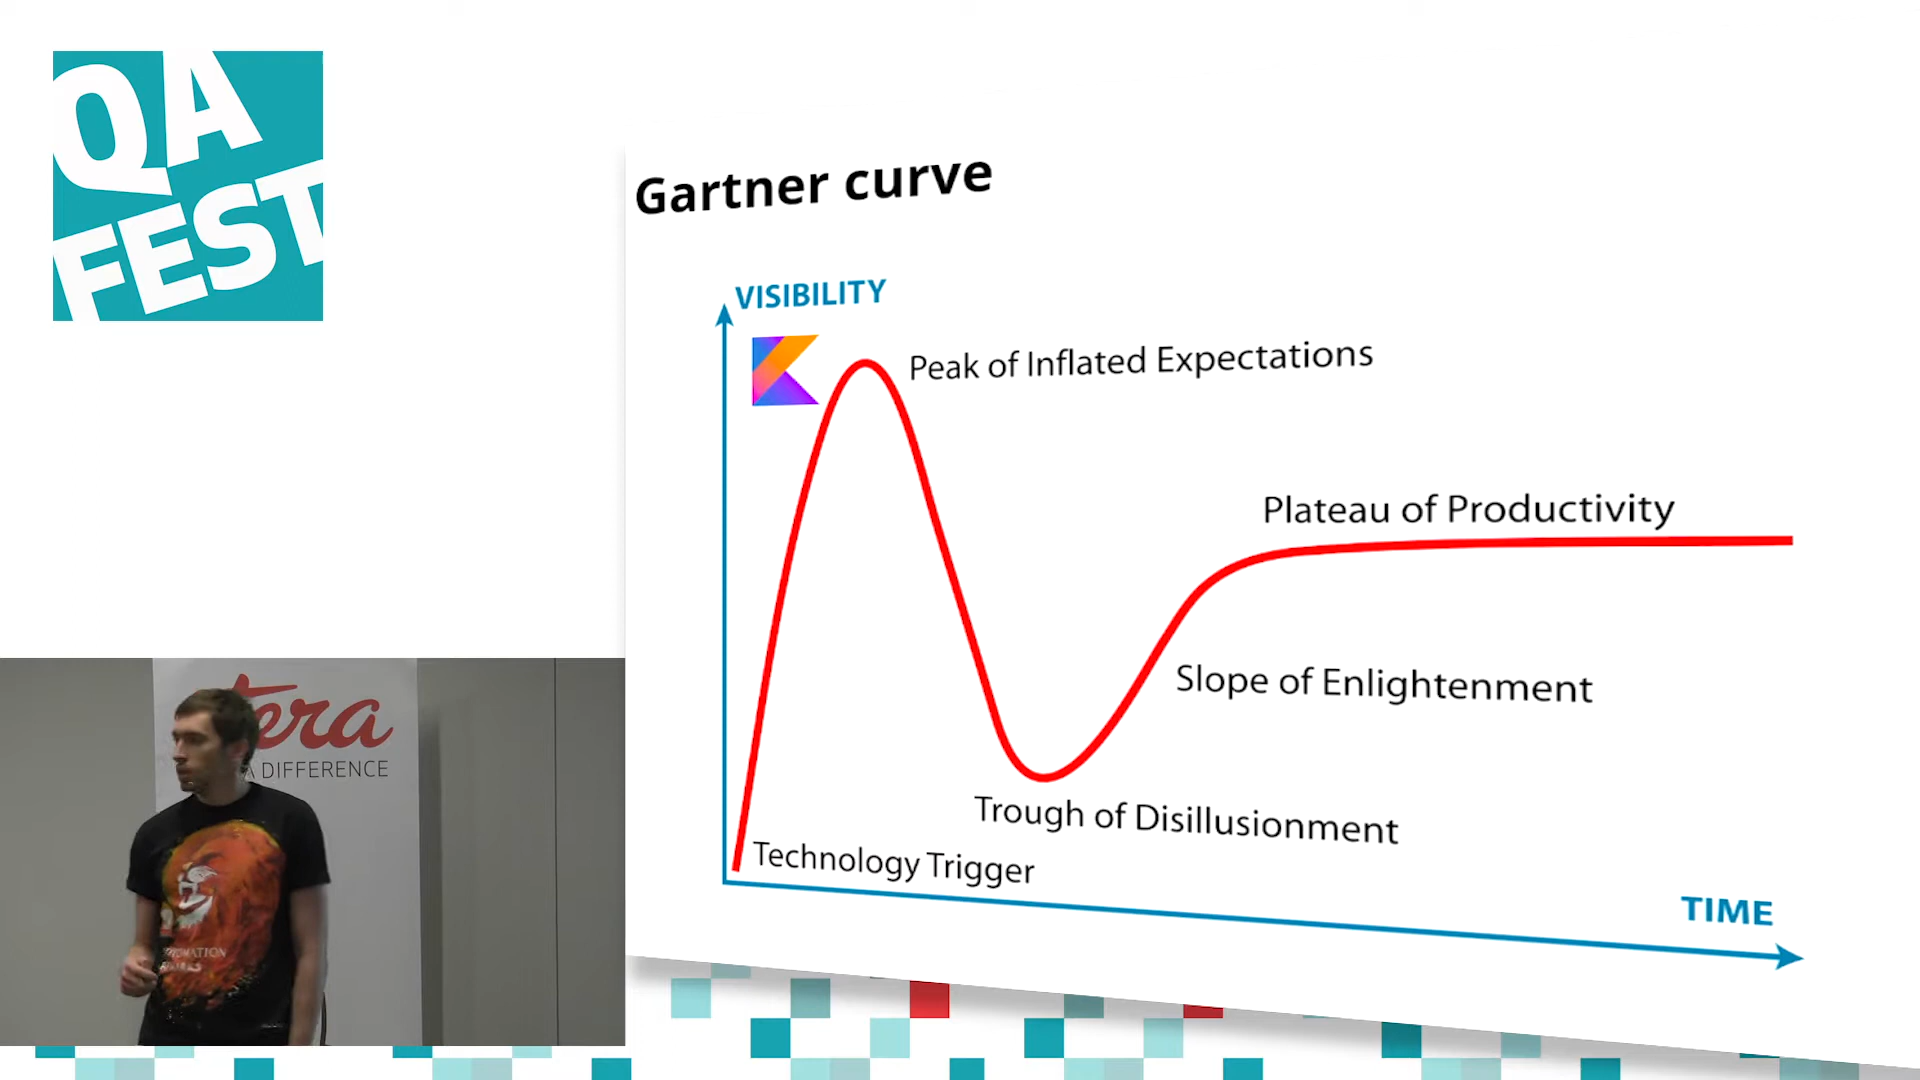 QA
FEST
Gartner curve
VISIBILITY
Peak of Inflated Expectations
Plateau of Productivity
Slope of Enlightenment
Trough of Disillusionment
Technology Trigger
TIME
tera
A DIFFERENCE